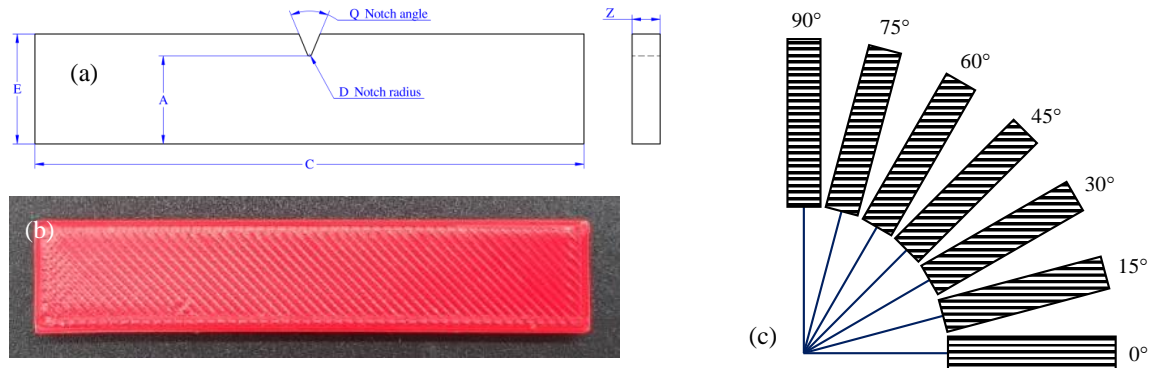 Q Notch angle
Z
(a)
E
A
D Notch radius
C
(b)
90°
75°
60°
45°
30°
15°
0°
(c)